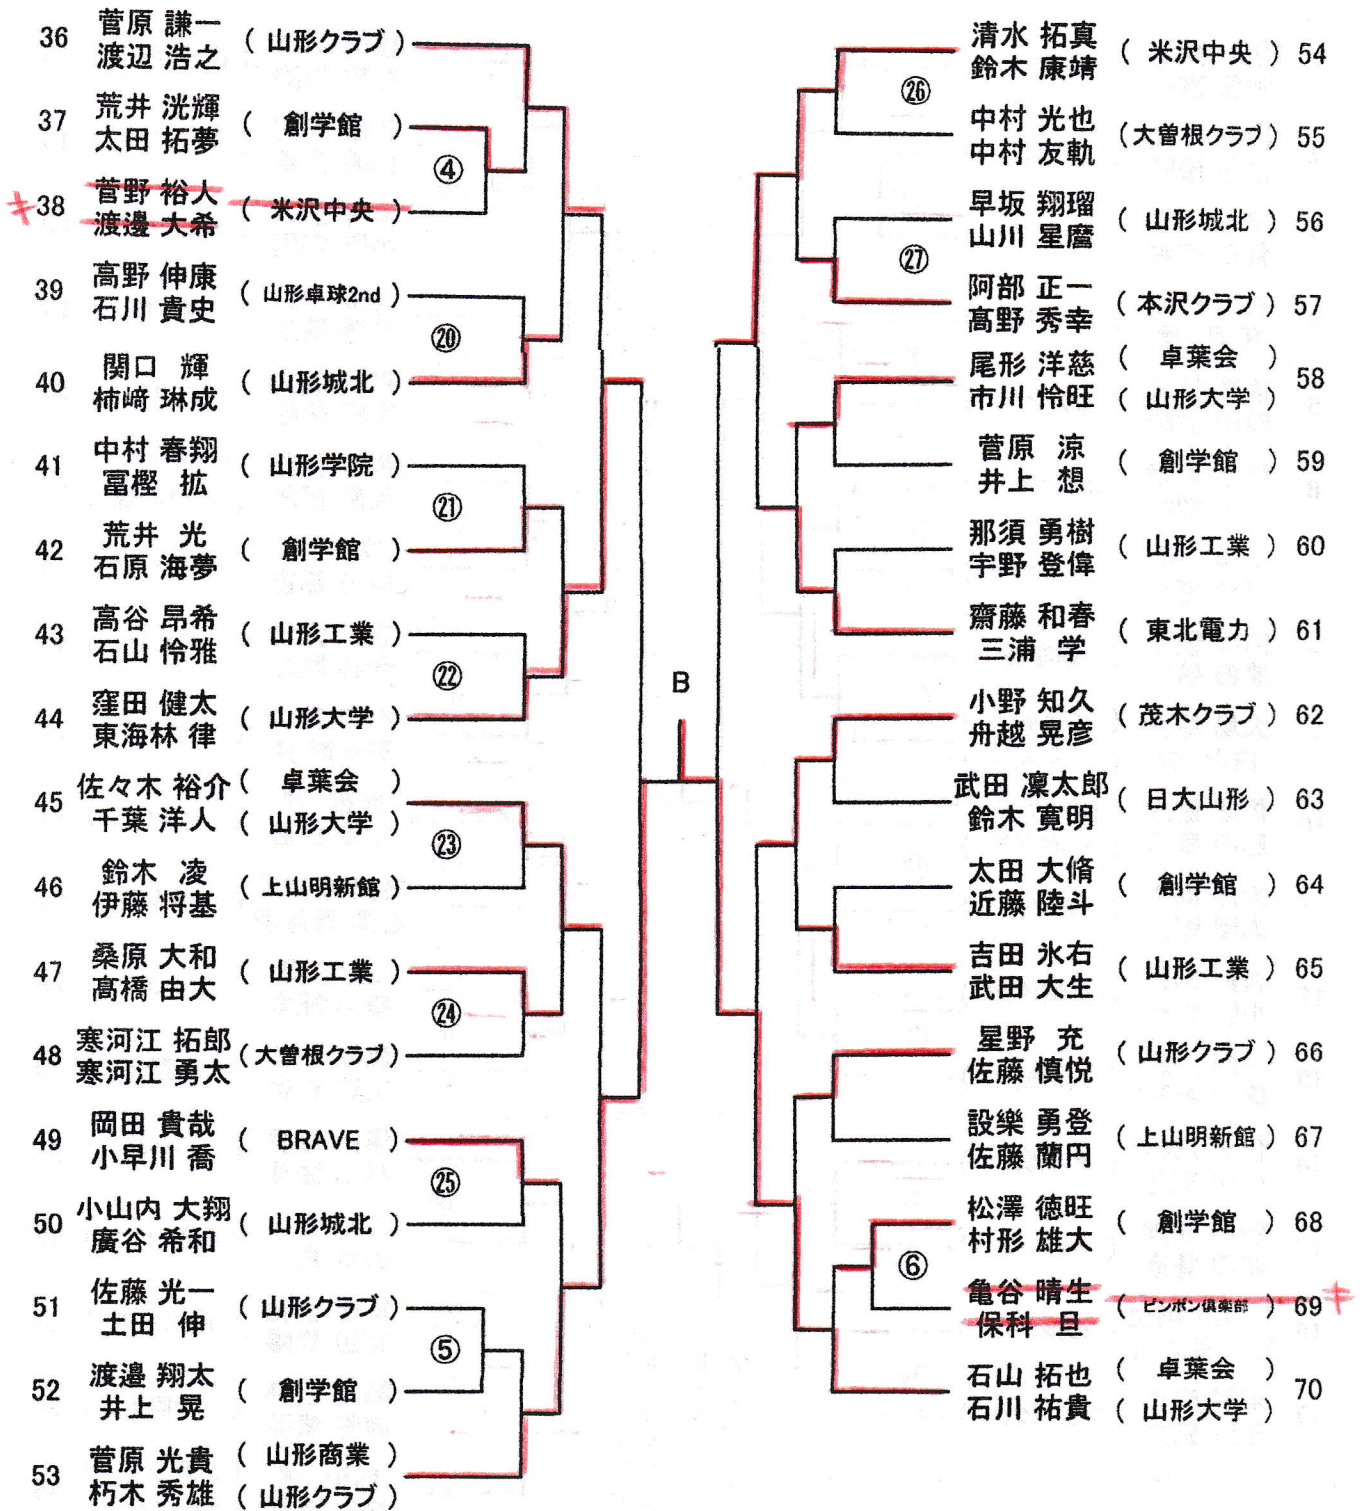 36 菅原 謙一 ( 山形クラブ )
渡辺 浩之
37 荒井 洸輝 ( 創学館 )
太田 拓夢
④
38 菅野 裕人 ( 米沢中央 )
渡邊 大希
39 高野 伸康 ( 山形卓球2nd )
石川 貴史
⑳
40 関口 輝 ( 山形城北 )
柿﨑 琳成
41 中村 春翔 ( 山形学院 )
冨樫 拡
㉑
42 荒井 光 ( 創学館 )
石原 海夢
43 高谷 昂希 ( 山形工業 )
石山 怜雅
㉒
44 窪田 健太 ( 山形大学 )
東海林 律
45 佐々木 裕介 ( 卓葉会 )
千葉 洋人 ( 山形大学 )
㉓
46 鈴木 凌 ( 上山明新館 )
伊藤 将基
47 桑原 大和 ( 山形工業 )
髙橋 由大
㉔
48 寒河江 拓郎 ( 大曽根クラブ )
寒河江 勇太
49 岡田 貴哉 ( BRAVE )
小早川 喬
㉕
50 小山内 大翔 ( 山形城北 )
廣谷 希和
51 佐藤 光一 ( 山形クラブ )
土田 伸
⑤
52 渡邉 翔太 ( 創学館 )
井上 晃
53 菅原 光貴 ( 山形商業 )
朽木 秀雄 ( 山形クラブ )
B
清水 拓真 ( 米沢中央 ) 54
鈴木 康靖
㉖
中村 光也 ( 大曽根クラブ ) 55
中村 友軌
早坂 翔瑠 ( 山形城北 ) 56
山川 星麿
㉗
阿部 正一 ( 本沢クラブ ) 57
髙野 秀幸
尾形 洋慈 ( 卓葉会 ) 58
市川 怜旺 ( 山形大学 )
菅原 涼 ( 創学館 ) 59
井上 想
那須 勇樹 ( 山形工業 ) 60
宇野 登偉
齋藤 和春 ( 東北電力 ) 61
三浦 学
小野 知久 ( 茂木クラブ ) 62
舟越 晃彦
武田 凜太郎 ( 日大山形 ) 63
鈴木 寛明
太田 大脩 ( 創学館 ) 64
近藤 陸斗
吉田 氷右 ( 山形工業 ) 65
武田 大生
星野 充 ( 山形クラブ ) 66
佐藤 慎悦
設樂 勇登 ( 上山明新館 ) 67
佐藤 蘭円
松澤 徳旺 ( 創学館 ) 68
村形 雄大
⑥
亀谷 晴生 ( ピンポン倶楽部 ) 69
保科 旦
石山 拓也 ( 卓葉会 ) 70
石川 祐貴 ( 山形大学 )